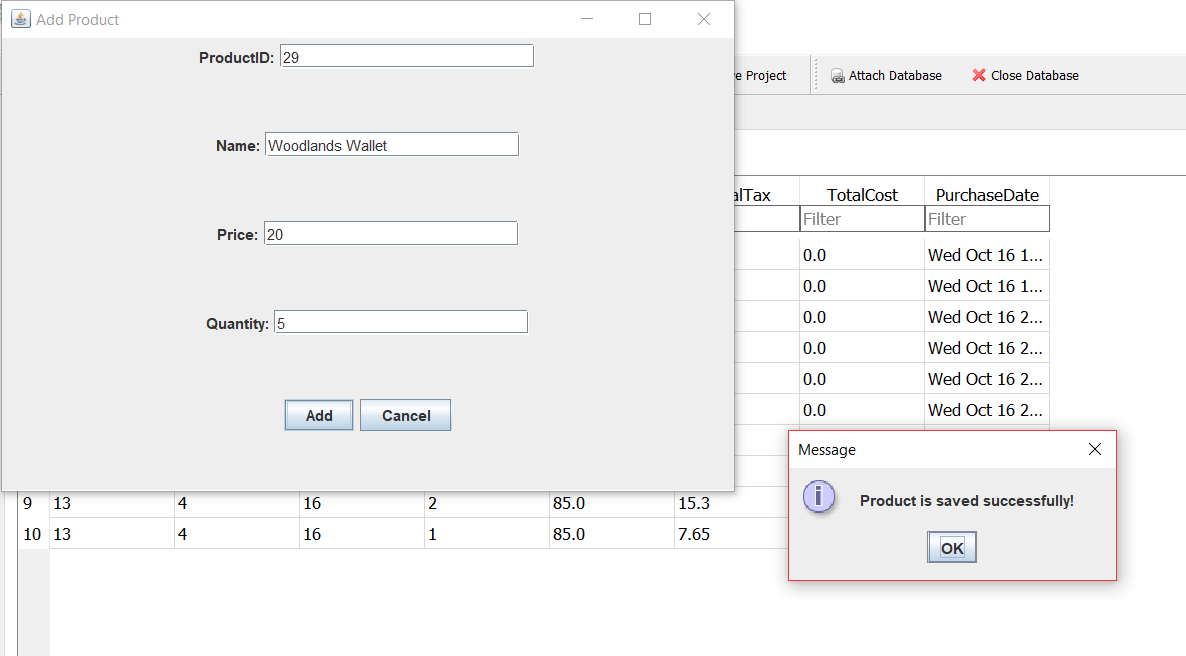 Add Product
ProductID: 29
Name: Woodlands Wallet
Price: 20
Quantity: 5
Add Cancel
Project Attach Database Close Database
TotalCost PurchaseDate
Filter Filter
0.0 Wed Oct 16 1...
0.0 Wed Oct 16 1...
0.0 Wed Oct 16 2...
0.0 Wed Oct 16 2...
0.0 Wed Oct 16 2...
0.0 Wed Oct 16 2...
9 13 4 16 2 85.0 15.3
10 13 4 16 1 85.0 7.65
Message
Product is saved successfully!
OK